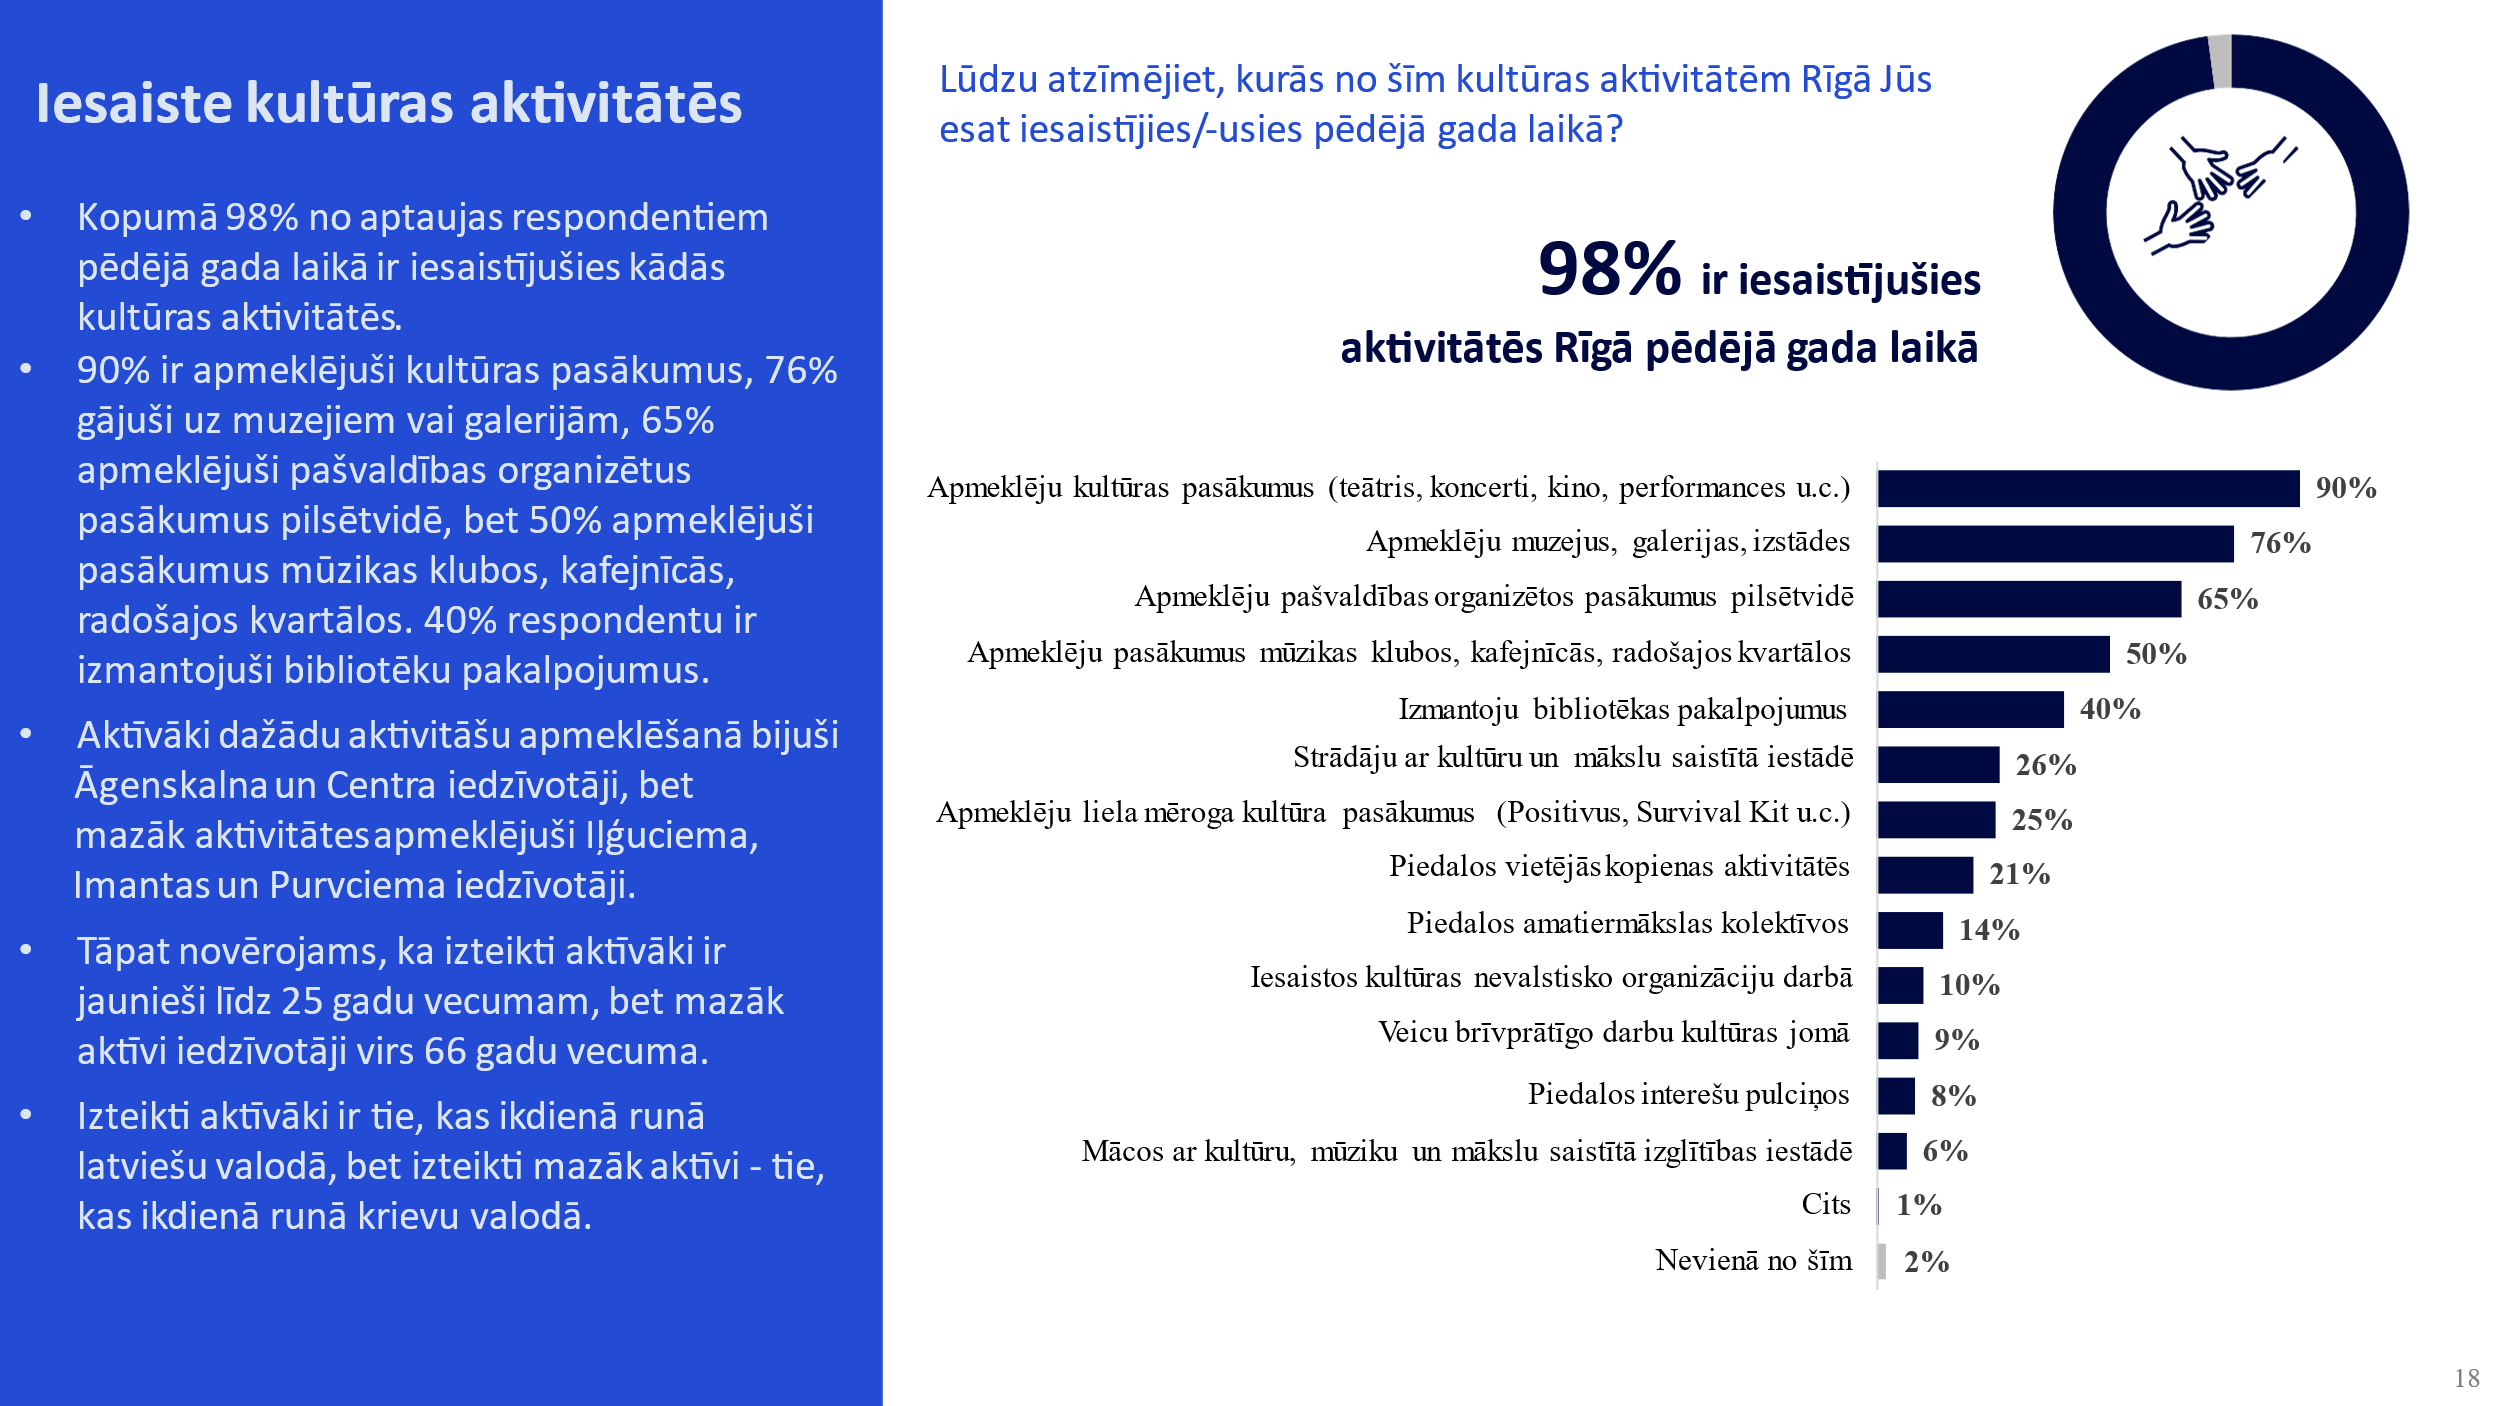 Iesaiste kultūras aktivitātēs
• Kopumā 98% no aptaujas respondentiem
pēdējā gada laikā ir iesaistījušies kādās
kultūras aktivitātēs.
• 90% ir apmeklējuši kultūras pasākumus, 76%
gājuši uz muzejiem vai galerijām, 65%
apmeklējuši pašvaldības organizētus
pasākumus pilsētvidē, bet 50% apmeklējuši
pasākumus mūzikas klubos, kafejnīcās,
radošajos kvartālos. 40% respondentu ir
izmantojuši bibliotēku pakalpojumus.
• Aktīvāki dažādu aktivitāšu apmeklēšanā bijuši
Āgenskalna un Centra iedzīvotāji, bet
mazāk aktivitātes apmeklējuši Iļģuciema,
Imantas un Purvciema iedzīvotāji.
• Tāpat novērojams, ka izteikti aktīvāki ir
jaunieši līdz 25 gadu vecumam, bet mazāk
aktīvi iedzīvotāji virs 66 gadu vecuma.
• Izteikti aktīvāki ir tie, kas ikdienā runā
latviešu valodā, bet izteikti mazāk aktīvi - tie,
kas ikdienā runā krievu valodā.
Lūdzu atzīmējiet, kurās no šīm kultūras aktivitātēm Rīgā Jūs
esat iesaistījies/-usies pēdējā gada laikā?
98% ir iesaistījušies
aktivitātēs Rīgā pēdējā gada laikā
Apmeklēju kultūras pasākumus (teātris, koncerti, kino, performances u.c.) 90%
Apmeklēju muzejus, galerijas, izstādes 76%
Apmeklēju pašvaldības organizētos pasākumus pilsētvidē 65%
Apmeklēju pasākumus mūzikas klubos, kafejnīcās, radošajos kvartālos 50%
Izmantoju bibliotēkas pakalpojumus 40%
Strādāju ar kultūru un mākslu saistītā iestādē 26%
Apmeklēju liela mēroga kultūra pasākumus (Positivus, Survival Kit u.c.) 25%
Piedalos vietējās kopienas aktivitātēs 21%
Piedalos amatiermākslas kolektīvos 14%
Iesaistos kultūras nevalstisko organizāciju darbā 10%
Veicu brīvprātīgo darbu kultūras jomā 9%
Piedalos interešu pulciņos 8%
Mācos ar kultūru, mūziku un mākslu saistītā izglītības iestādē 6%
Cits 1%
Nevienā no šīm 2%
18